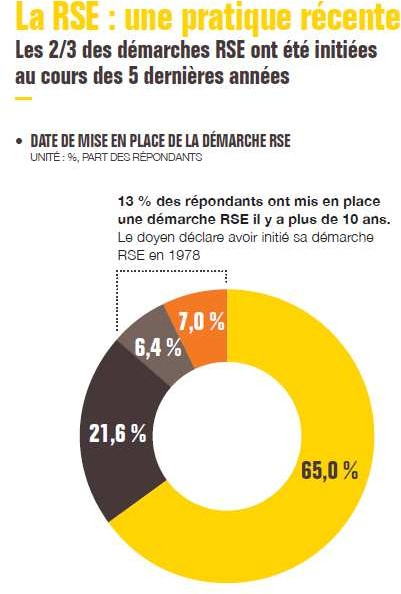 La RSE : une pratique récente
Les 2/3 des démarches RSE ont été initiées
au cours des 5 dernières années
• DATE DE MISE EN PLACE DE LA DÉMARCHE RSE
UNITÉ : %, PART DES RÉPONDANTS
13 % des répondants ont mis en place
une démarche RSE il y a plus de 10 ans.
Le doyen déclare avoir initié sa démarche
RSE en 1978
7,0 %
6,4 %
21,6 %
65,0 %